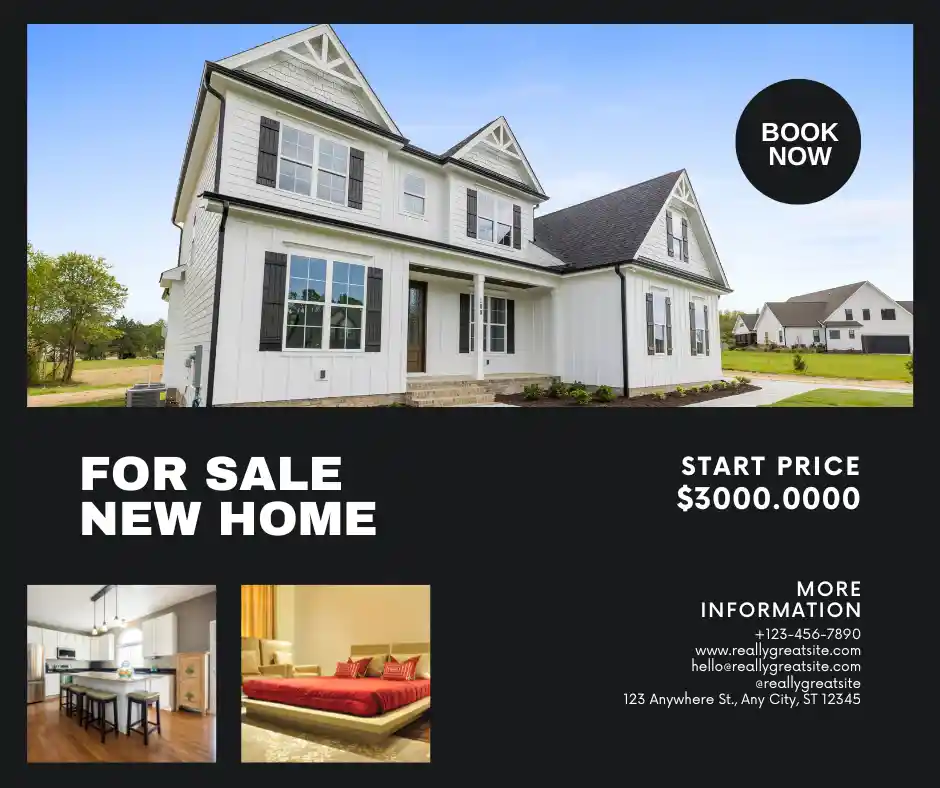 BOOK
NOW
FOR SALE
NEW HOME
START PRICE
$3000.0000
MORE
INFORMATION
+123-456-7890
www.reallygreatsite.com
hello@reallygreatsite.com
@reallygreatsite
123 Anywhere St., Any City, ST 12345